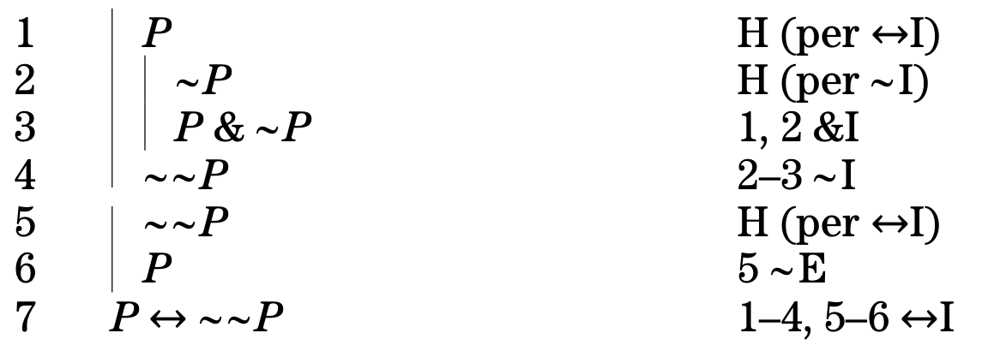 1 P H (per ↔I)
2 ~P H (per ~I)
3 P & ~P 1, 2 &I
4 ~~P 2–3 ~I
5 ~~P H (per ↔I)
6 P 5 ~E
7 P ↔ ~~P 1–4, 5–6 ↔I